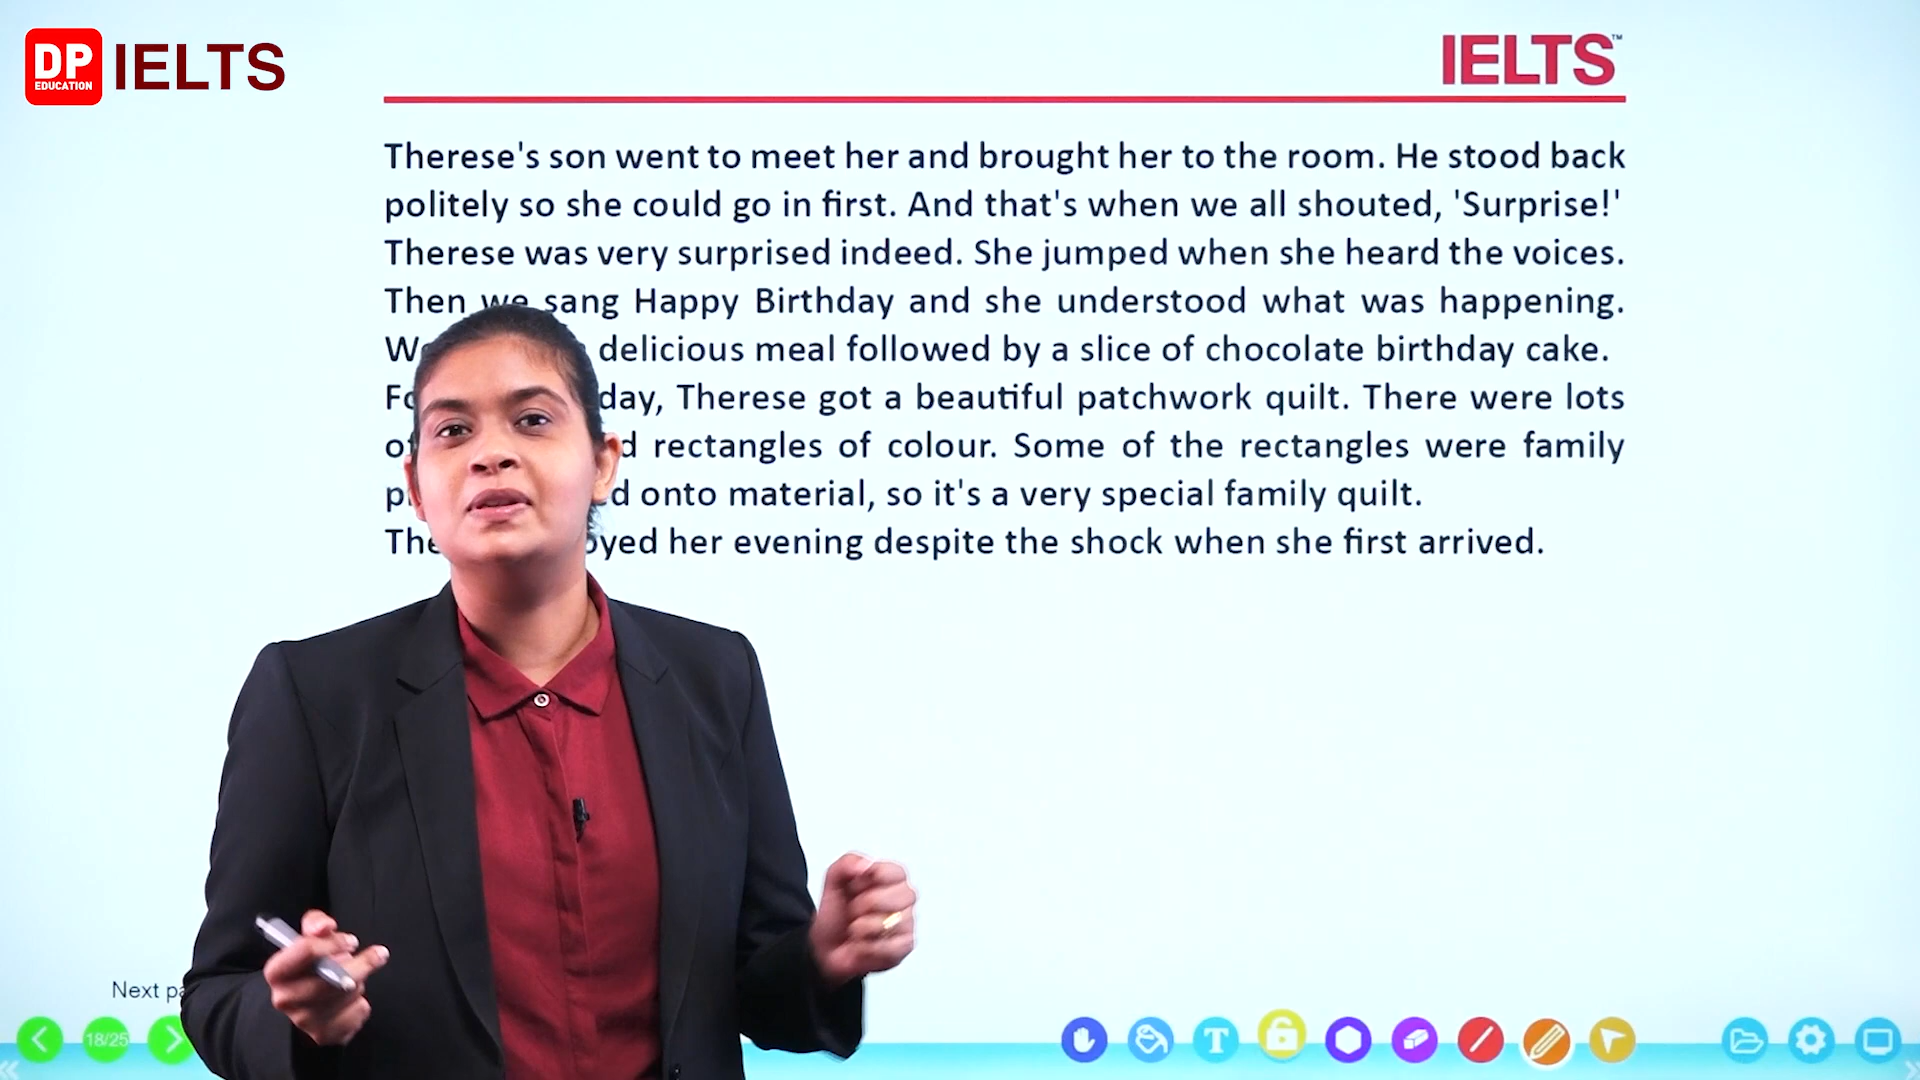 DP
EDUCATION
IELTS
IELTS™
Therese's son went to meet her and brought her to the room. He stood back
politely so she could go in first. And that's when we all shouted, 'Surprise!'
Therese was very surprised indeed. She jumped when she heard the voices.
Then we sang Happy Birthday and she understood what was happening.
delicious meal followed by a slice of chocolate birthday cake.
day, Therese got a beautiful patchwork quilt. There were lots
rectangles of colour. Some of the rectangles were family
onto material, so it's a very special family quilt.
her evening despite the shock when she first arrived.
Next
18/25
T